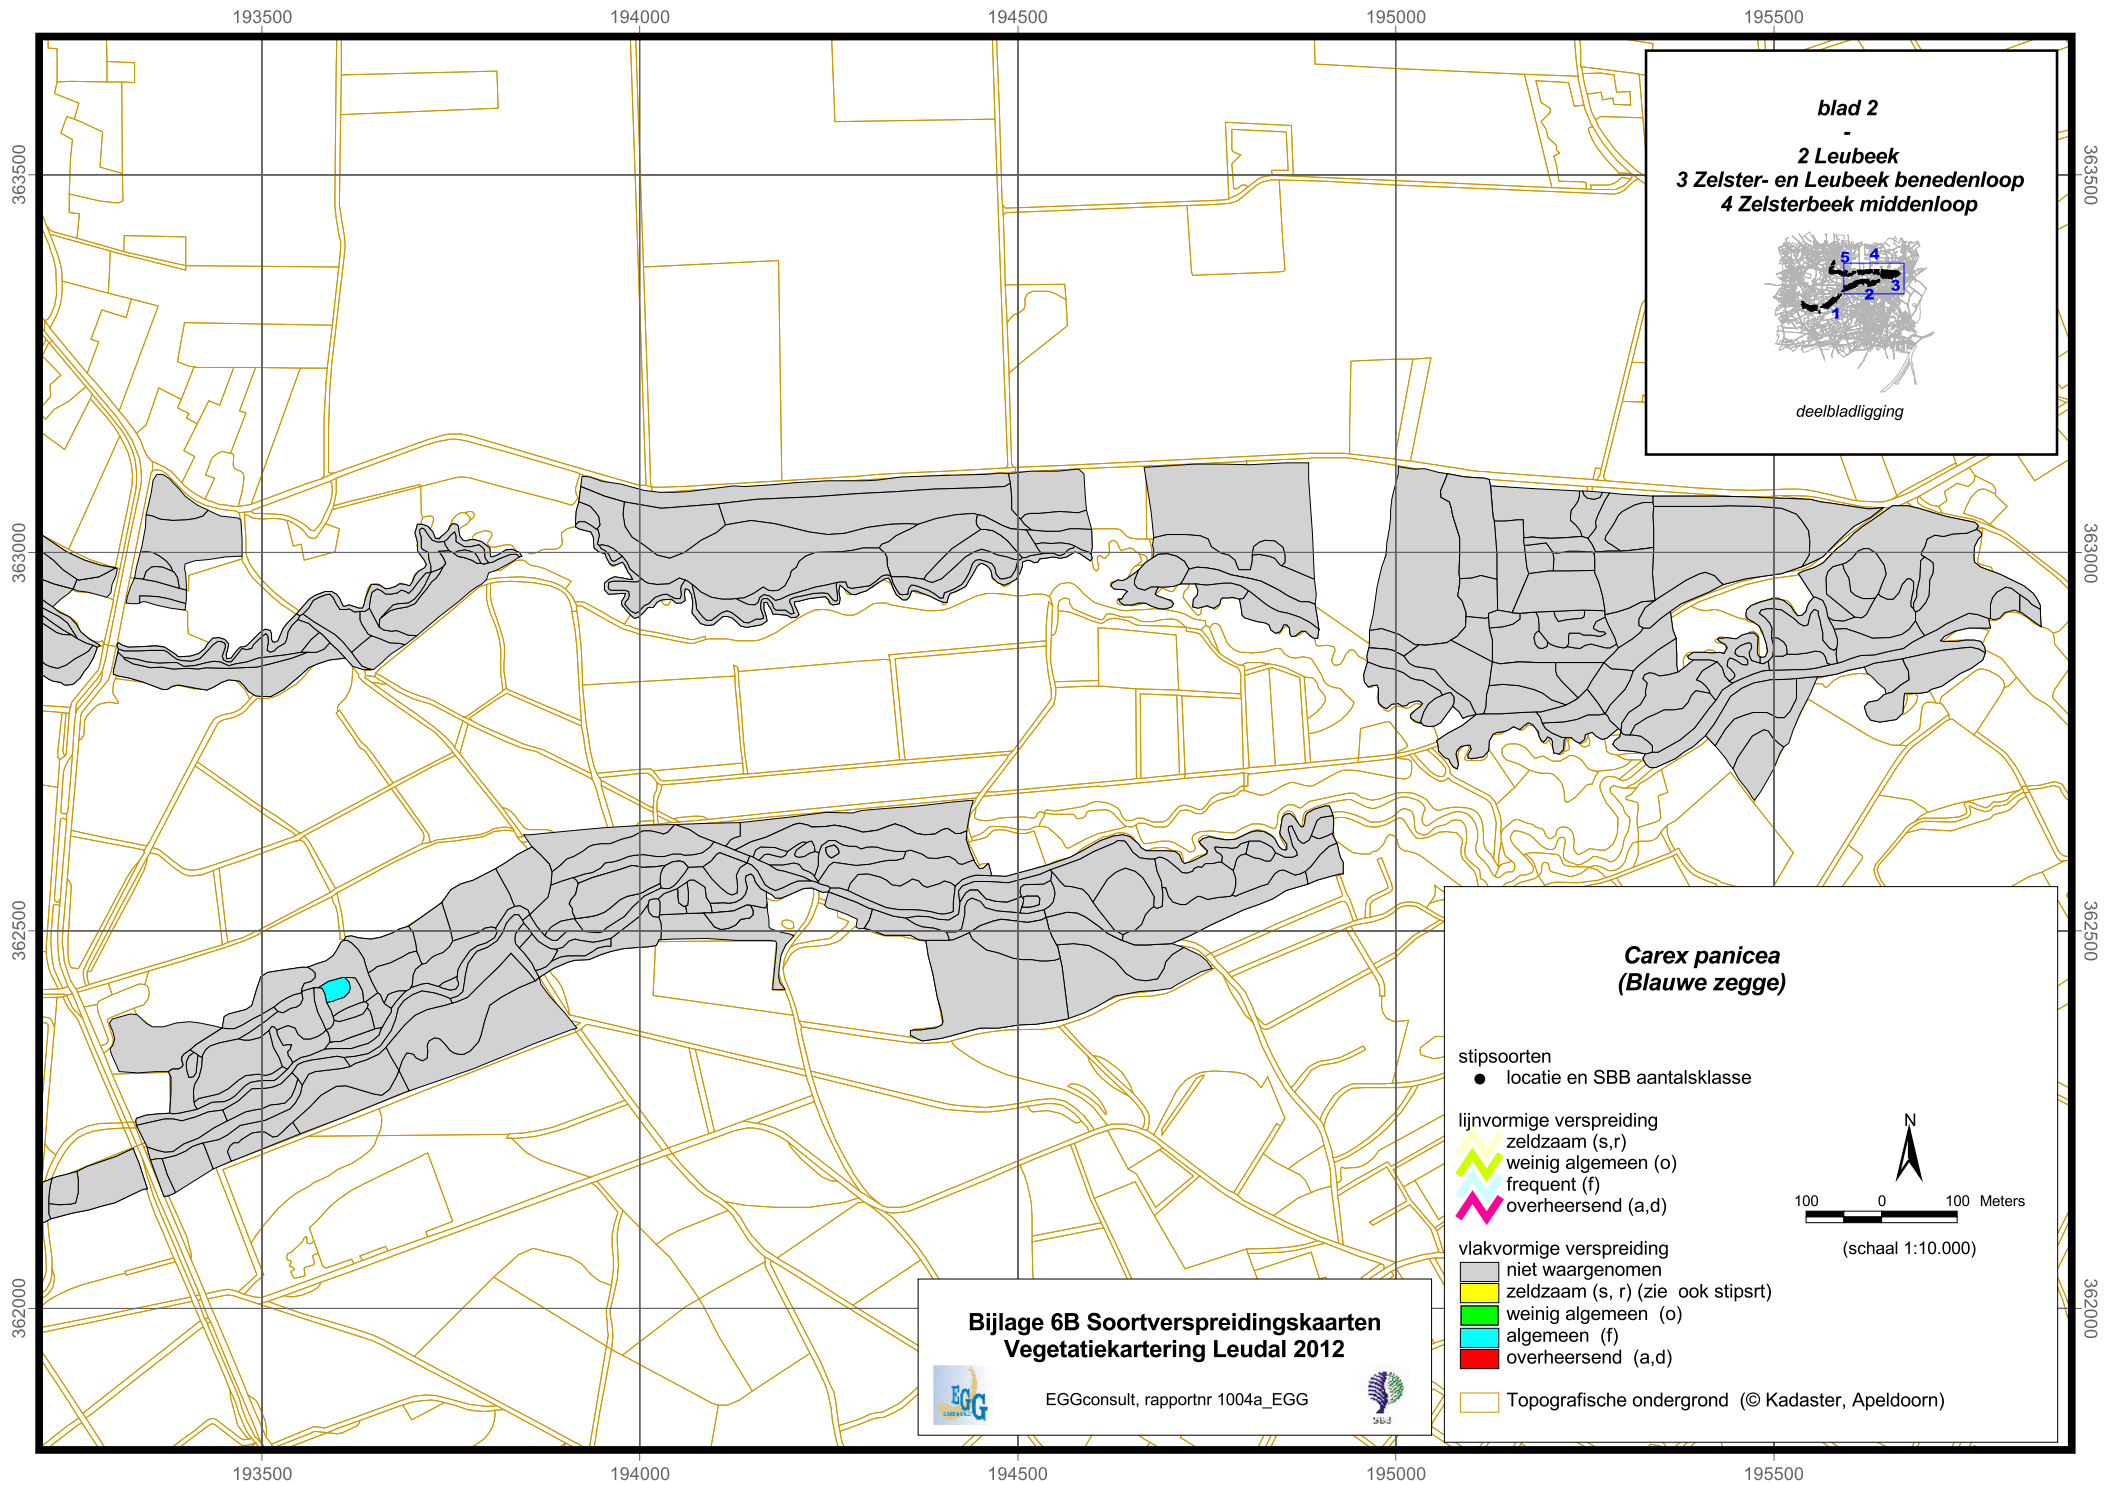 193500 194000 194500 195000 195500
363500 363500
363000 363000
362500 362500
362000 362000
blad 2
-
2 Leubeek
3 Zelster- en Leubeek benedenloop
4 Zelsterbeek middenloop
5 4
3
2
1
deelbladligging
Carex panicea
(Blauwe zegge)
stipsoorten
locatie en SBB aantalsklasse
lijnvormige verspreiding
zeldzaam (s,r)
weinig algemeen (o)
frequent (f)
overheersend (a,d)
N
100 0 100 Meters
(schaal 1:10.000)
vlakvormige verspreiding
niet waargenomen
zeldzaam (s, r) (zie ook stipsrt)
weinig algemeen (o)
algemeen (f)
overheersend (a,d)
Topografische ondergrond (© Kadaster, Apeldoorn)
Bijlage 6B Soortverspreidingskaarten
Vegetatiekartering Leudal 2012
EGG
EGGconsult, rapportnr 1004a_EGG
SBB
193500 194000 194500 195000 195500